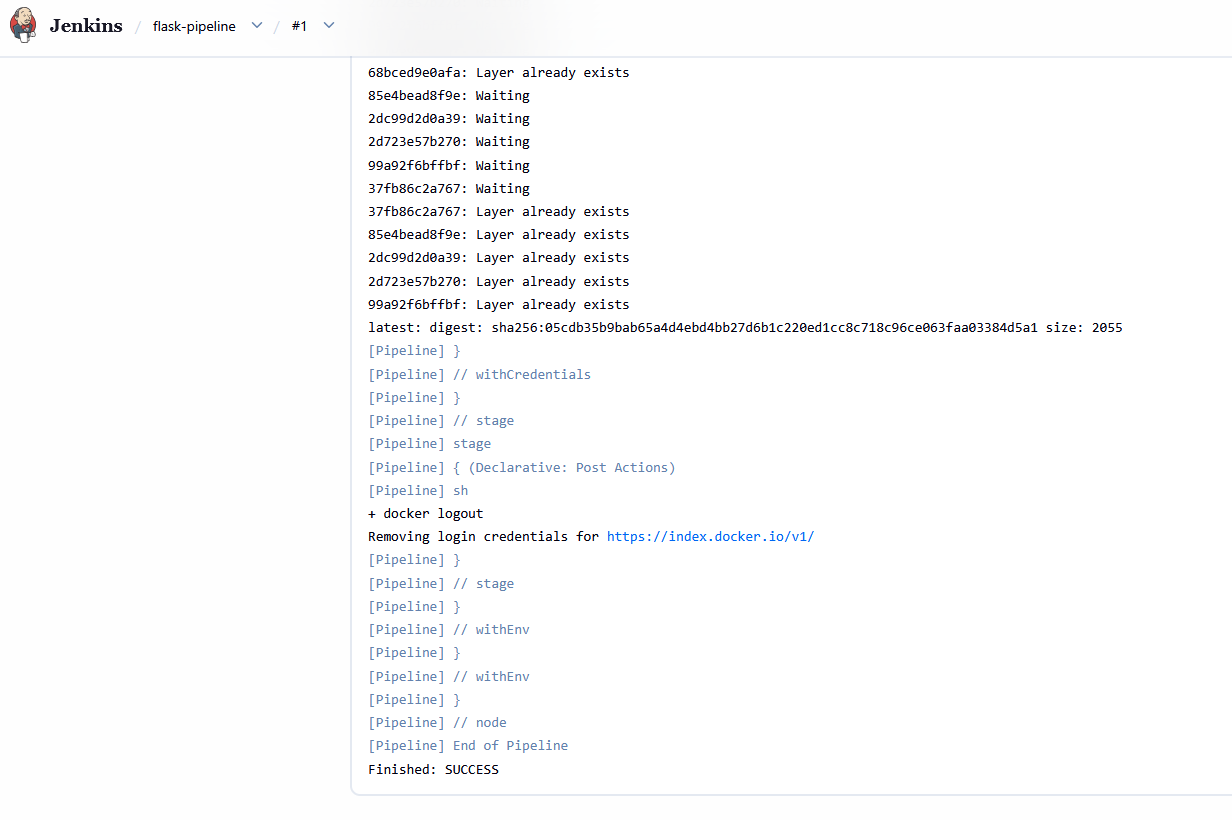 Jenkins / flask-pipeline / #1
68bced9e0afa: Layer already exists
85e4bead8f9e: Waiting
2dc99d2d0a39: Waiting
2d723e57b270: Waiting
99a92f6bffbf: Waiting
37fb86c2a767: Waiting
37fb86c2a767: Layer already exists
85e4bead8f9e: Layer already exists
2dc99d2d0a39: Layer already exists
2d723e57b270: Layer already exists
99a92f6bffbf: Layer already exists
latest: digest: sha256:05cdb35b9bab65a4d4ebd4bb27d6b1c220ed1cc8c718c96ce063faa03384d5a1 size: 2055
[Pipeline] }
[Pipeline] // withCredentials
[Pipeline] }
[Pipeline] // stage
[Pipeline] stage
[Pipeline] { (Declarative: Post Actions)
[Pipeline] sh
+ docker logout
Removing login credentials for https://index.docker.io/v1/
[Pipeline] }
[Pipeline] // stage
[Pipeline] }
[Pipeline] // withEnv
[Pipeline] }
[Pipeline] // withEnv
[Pipeline] }
[Pipeline] // node
[Pipeline] End of Pipeline
Finished: SUCCESS